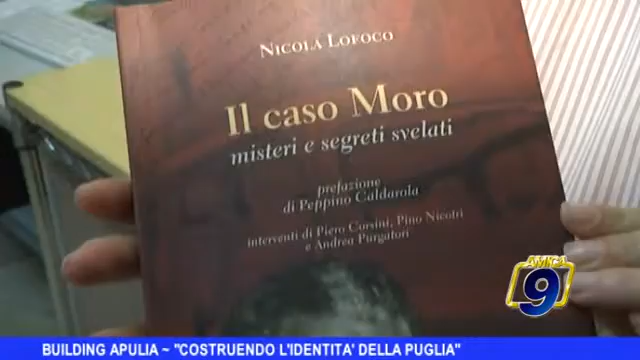 NICOLA LOFOCO
Il caso Moro
misteri e segreti svelati
prefazione
di Peppino Caldarola
interventi di Piero Corsini, Pino Nicotri
e Andrea Purgatori
AMICA
9
BUILDING APULIA ~ "COSTRUENDO L'IDENTITA' DELLA PUGLIA"